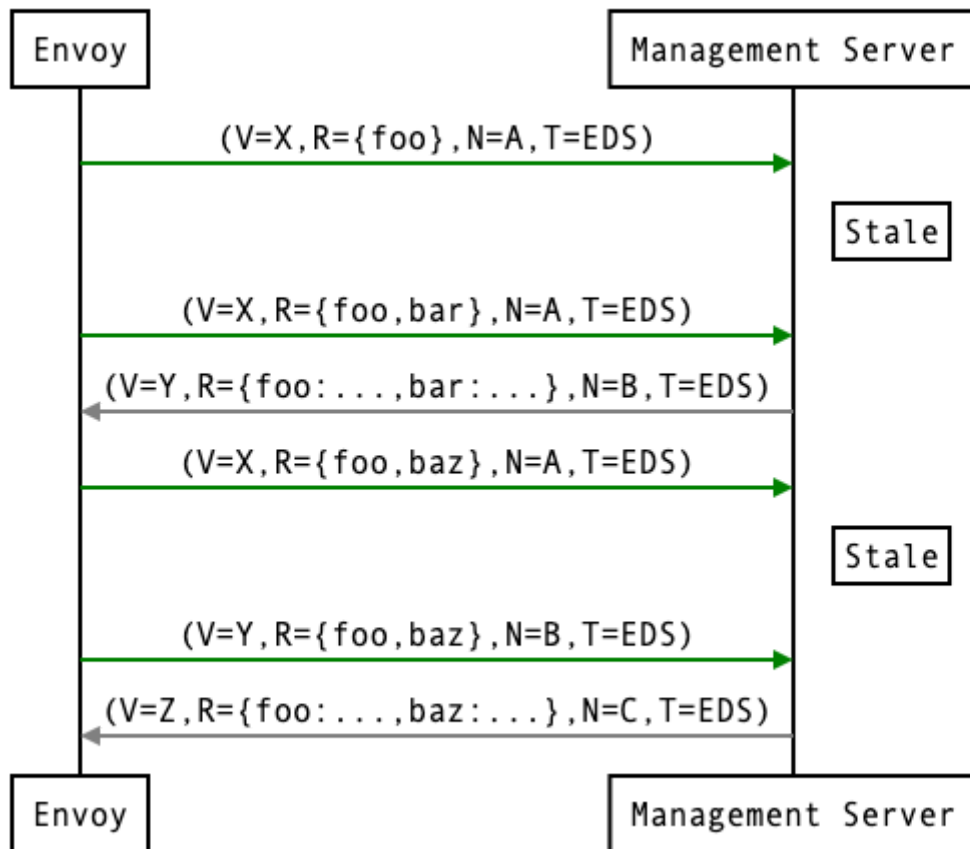 Envoy Management Server
(V=X,R={foo},N=A,T=EDS)
Stale
(V=X,R={foo,bar},N=A,T=EDS)
(V=Y,R={foo:...,bar:...},N=B,T=EDS)
(V=X,R={foo,baz},N=A,T=EDS)
Stale
(V=Y,R={foo,baz},N=B,T=EDS)
(V=Z,R={foo:...,baz:...},N=C,T=EDS)
Envoy Management Server